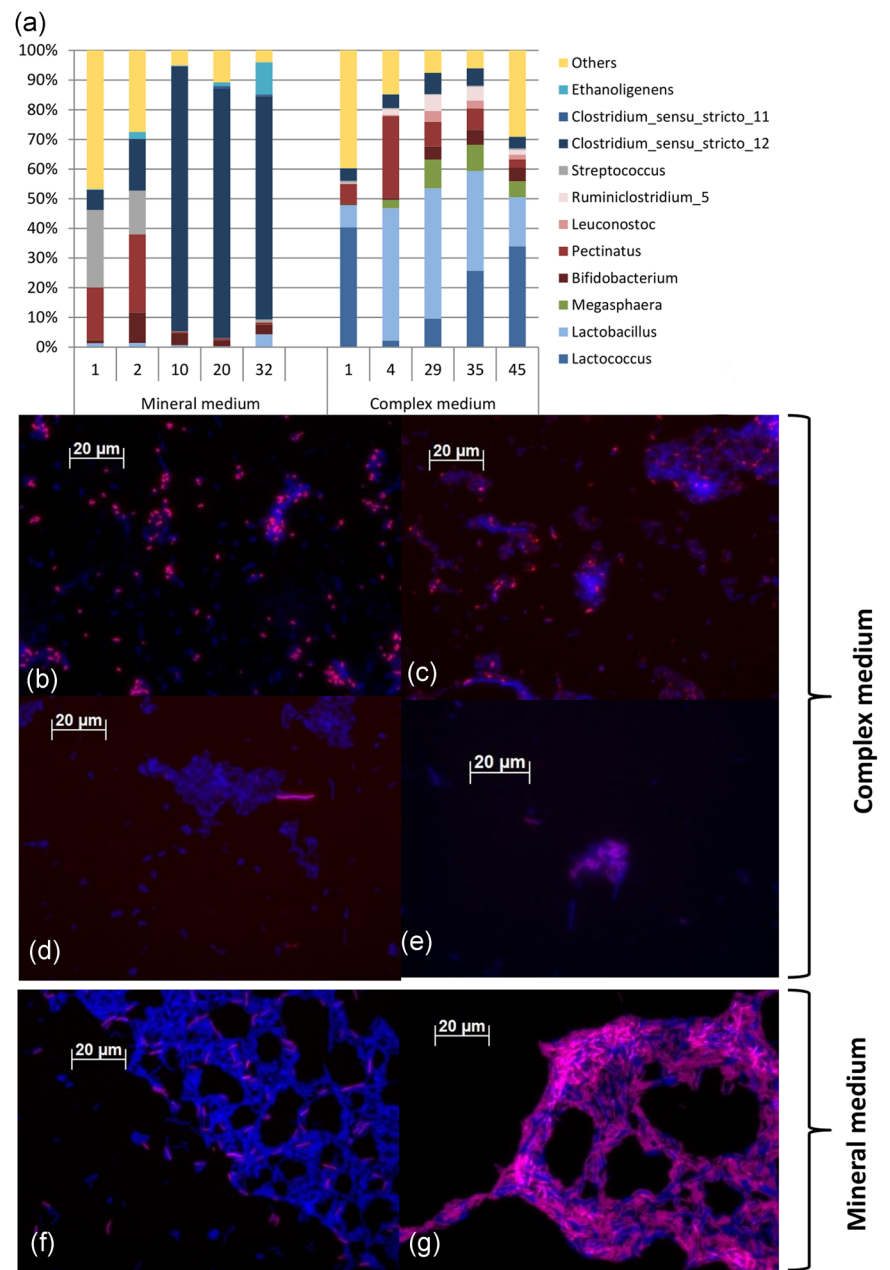 (a)
100%
90%
80%
70%
60%
50%
40%
30%
20%
10%
0%
1 2 10 20 32 1 4 29 35 45
Mineral medium Complex medium
Others
Ethanoligenens
Clostridium_sensu_stricto_11
Clostridium_sensu_stricto_12
Streptococcus
Ruminiclostridium_5
Leuconostoc
Pectinatus
Bifidobacterium
Megasphaera
Lactobacillus
Lactococcus
20 µm
(b)
20 µm
(c)
20 µm
(d)
20 µm
(e)
Complex medium
20 µm
(f)
20 µm
(g)
Mineral medium